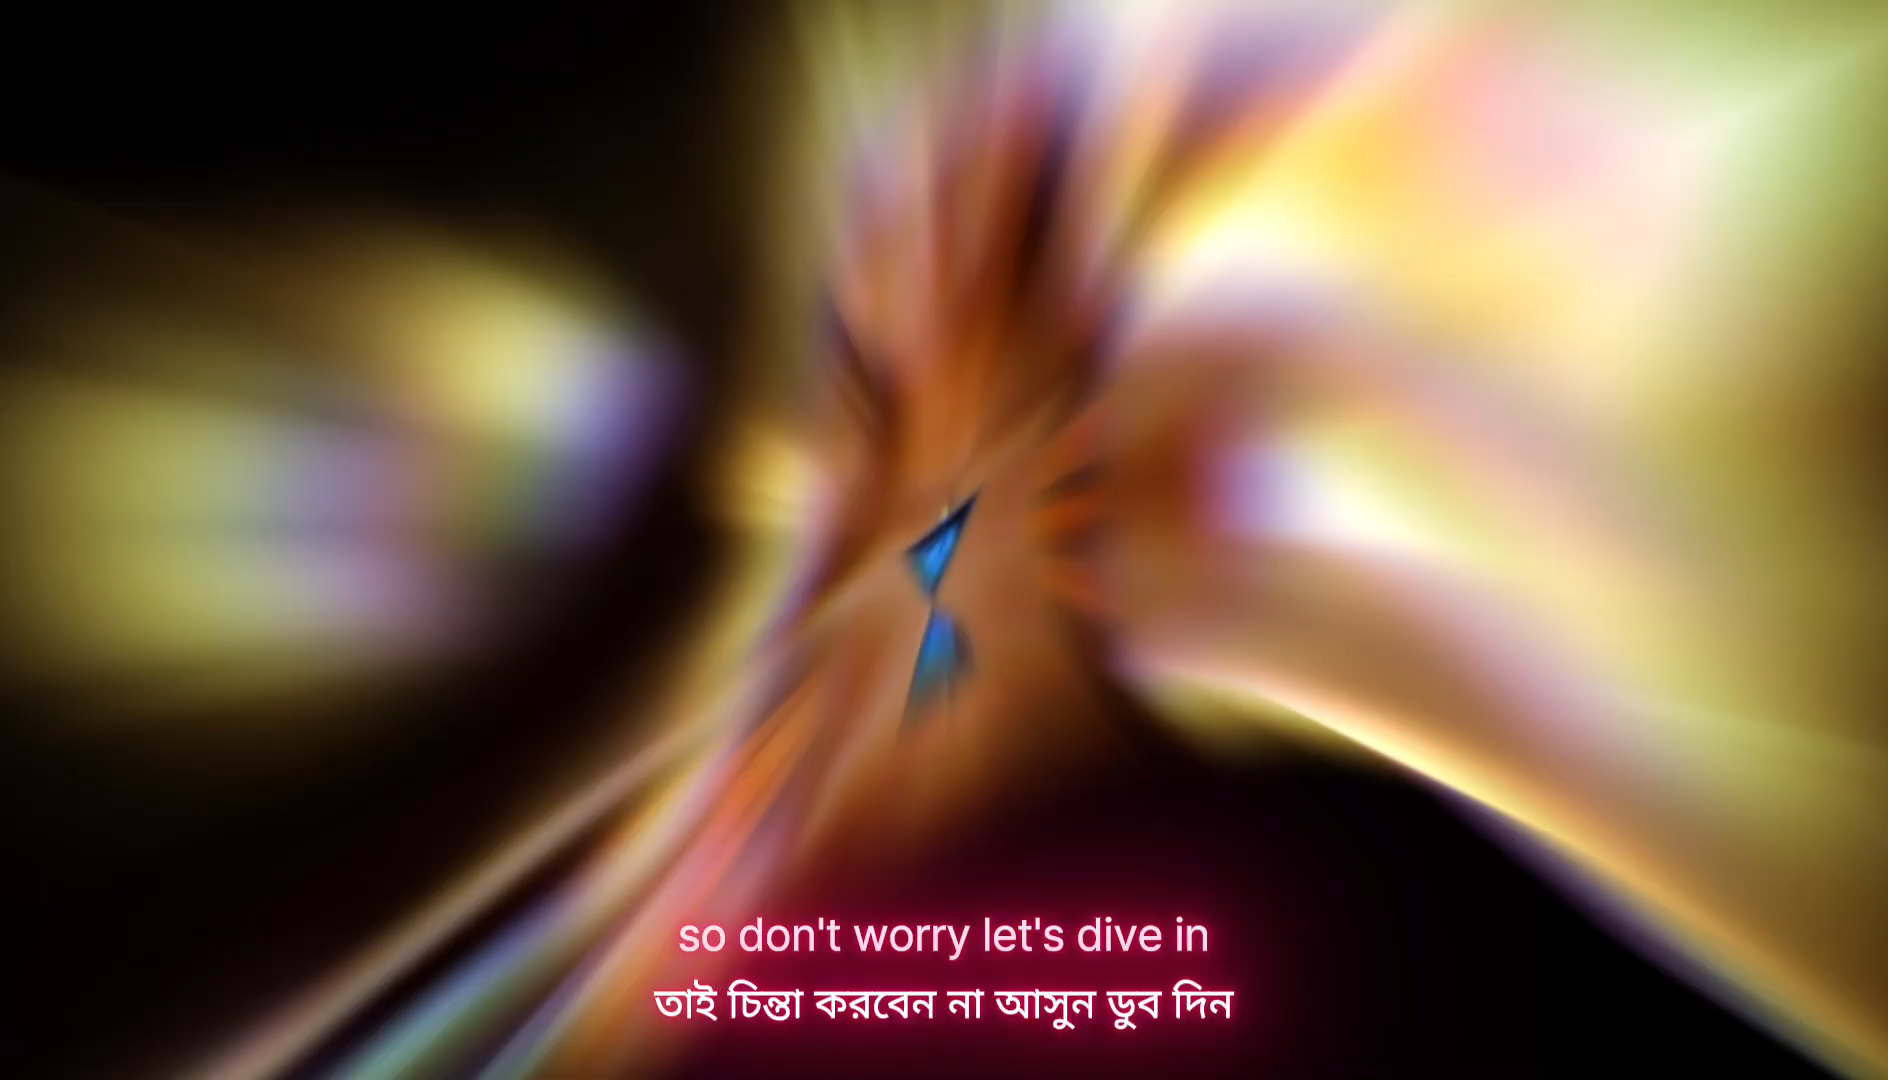 so don't worry let's dive in
তাই চিন্তা করবেন না আসুন ডুব দিন